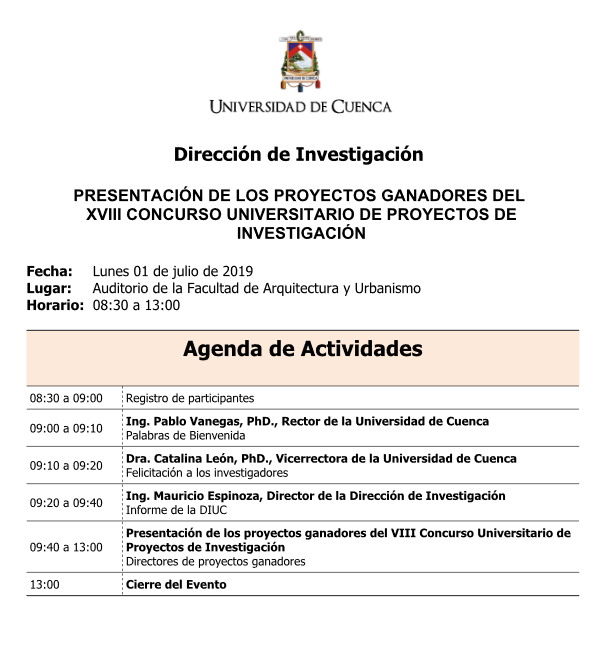 UNIVERSIDAD DE CUENCA
Dirección de Investigación
PRESENTACIÓN DE LOS PROYECTOS GANADORES DEL
XVIII CONCURSO UNIVERSITARIO DE PROYECTOS DE
INVESTIGACIÓN
Fecha: Lunes 01 de julio de 2019
Lugar: Auditorio de la Facultad de Arquitectura y Urbanismo
Horario: 08:30 a 13:00
Agenda de Actividades
08:30 a 09:00 Registro de participantes
09:00 a 09:10 Ing. Pablo Vanegas, PhD., Rector de la Universidad de Cuenca
Palabras de Bienvenida
09:10 a 09:20 Dra. Catalina León, PhD., Vicerrectora de la Universidad de Cuenca
Felicitación a los investigadores
09:20 a 09:40 Ing. Mauricio Espinoza, Director de la Dirección de Investigación
Informe de la DIUC
09:40 a 13:00 Presentación de los proyectos ganadores del VIII Concurso Universitario de
Proyectos de Investigación
Directores de proyectos ganadores
13:00 Cierre del Evento